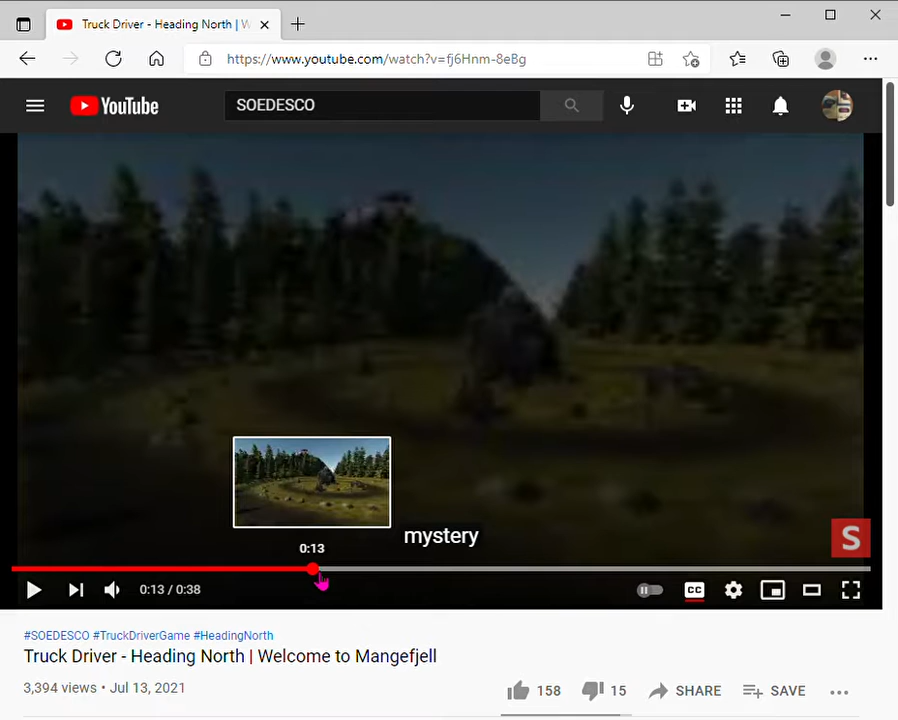 Truck Driver - Heading North | W
https://www.youtube.com/watch?v=fj6Hnm-8eBg
YouTube
SOEDESCO
mystery
S
0:13
0:13 / 0:38
CC
#SOEDESCO #TruckDriverGame #HeadingNorth
Truck Driver - Heading North | Welcome to Mangefjell
3,394 views • Jul 13, 2021
158
15
SHARE
SAVE